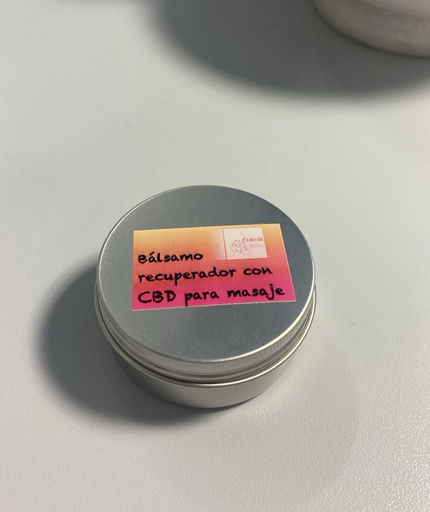 Bálsamo
recuperador con
CBD para masaje